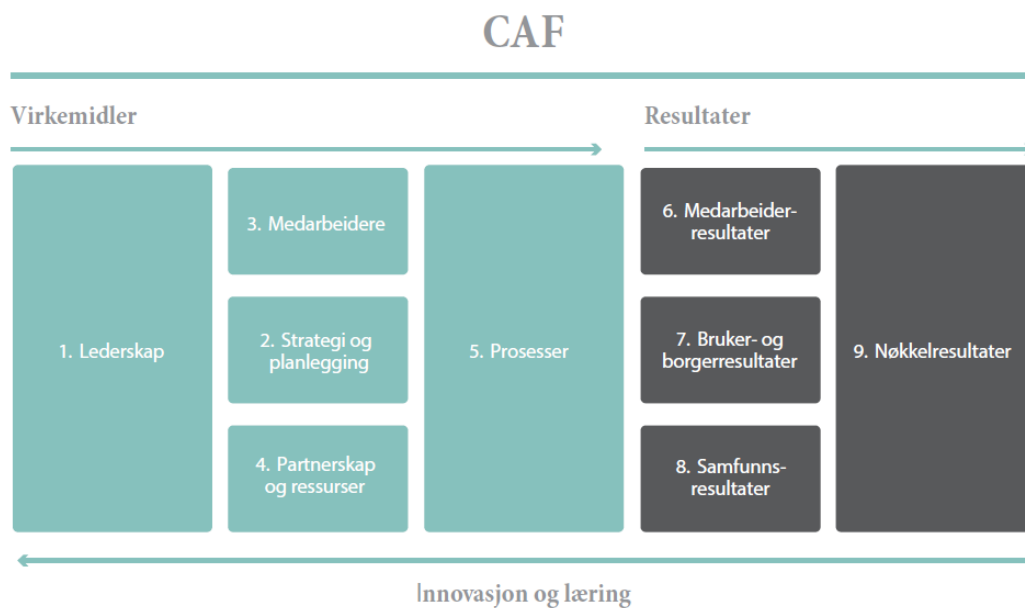 CAF
Virkemidler
Resultater
1. Lederskap
3. Medarbeidere
2. Strategi og
planlegging
4. Partnerskap
og ressurser
5. Prosesser
6. Medarbeider-
resultater
7. Bruker- og
borgerresultater
8. Samfunns-
resultater
9. Nøkkelresultater
Innovasjon og læring